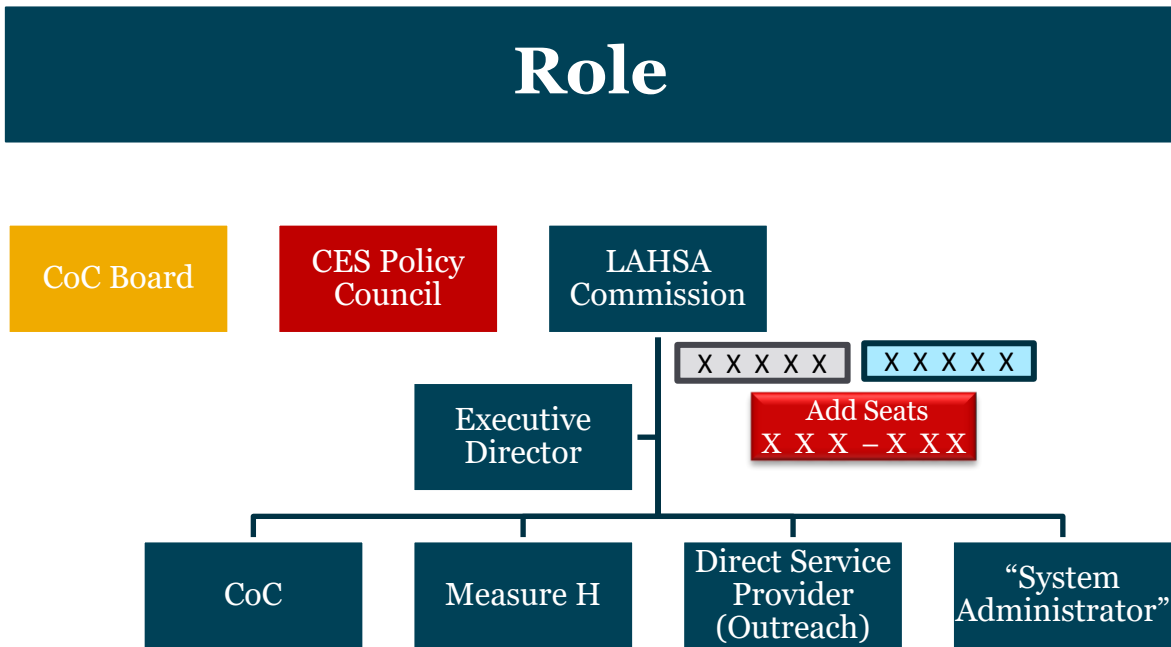 Role
CoC Board
CES Policy
Council
LAHSA
Commission
X X X X X
X X X X X
Add Seats
X X X – X X X
Executive
Director
CoC
Measure H
Direct Service
Provider
(Outreach)
“System
Administrator”